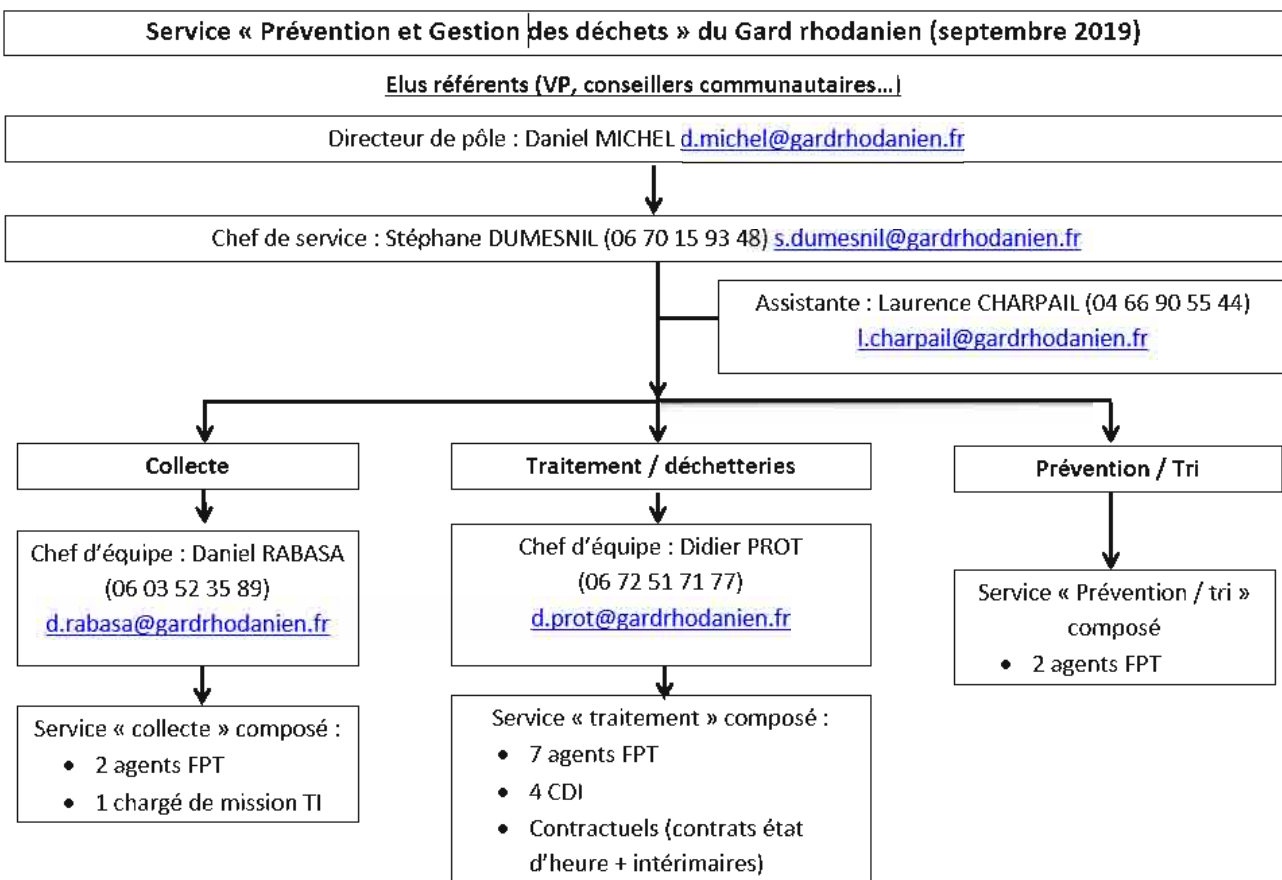 Service « Prévention et Gestion des déchets » du Gard rhodanien (septembre 2019)
Elus référents (VP, conseillers communautaires...)
Directeur de pôle : Daniel MICHEL d.michel@gardrhodanien.fr
Chef de service : Stéphane DUMESNIL (06 70 15 93 48) s.dumesnil@gardrhodanien.fr
Assistante : Laurence CHARPAIL (04 66 90 55 44)
l.charpail@gardrhodanien.fr
Collecte
Chef d'équipe : Daniel RABASA
(06 03 52 35 89)
d.rabasa@gardrhodanien.fr
Service « collecte » composé :
• 2 agents FPT
• 1 chargé de mission TI
Traitement / déchetteries
Chef d'équipe : Didier PROT
(06 72 51 71 77)
d.prot@gardrhodanien.fr
Service « traitement » composé :
• 7 agents FPT
• 4 CDI
• Contractuels (contrats état
d'heure + intérimaires)
Prévention / Tri
Service « Prévention / tri »
composé
• 2 agents FPT